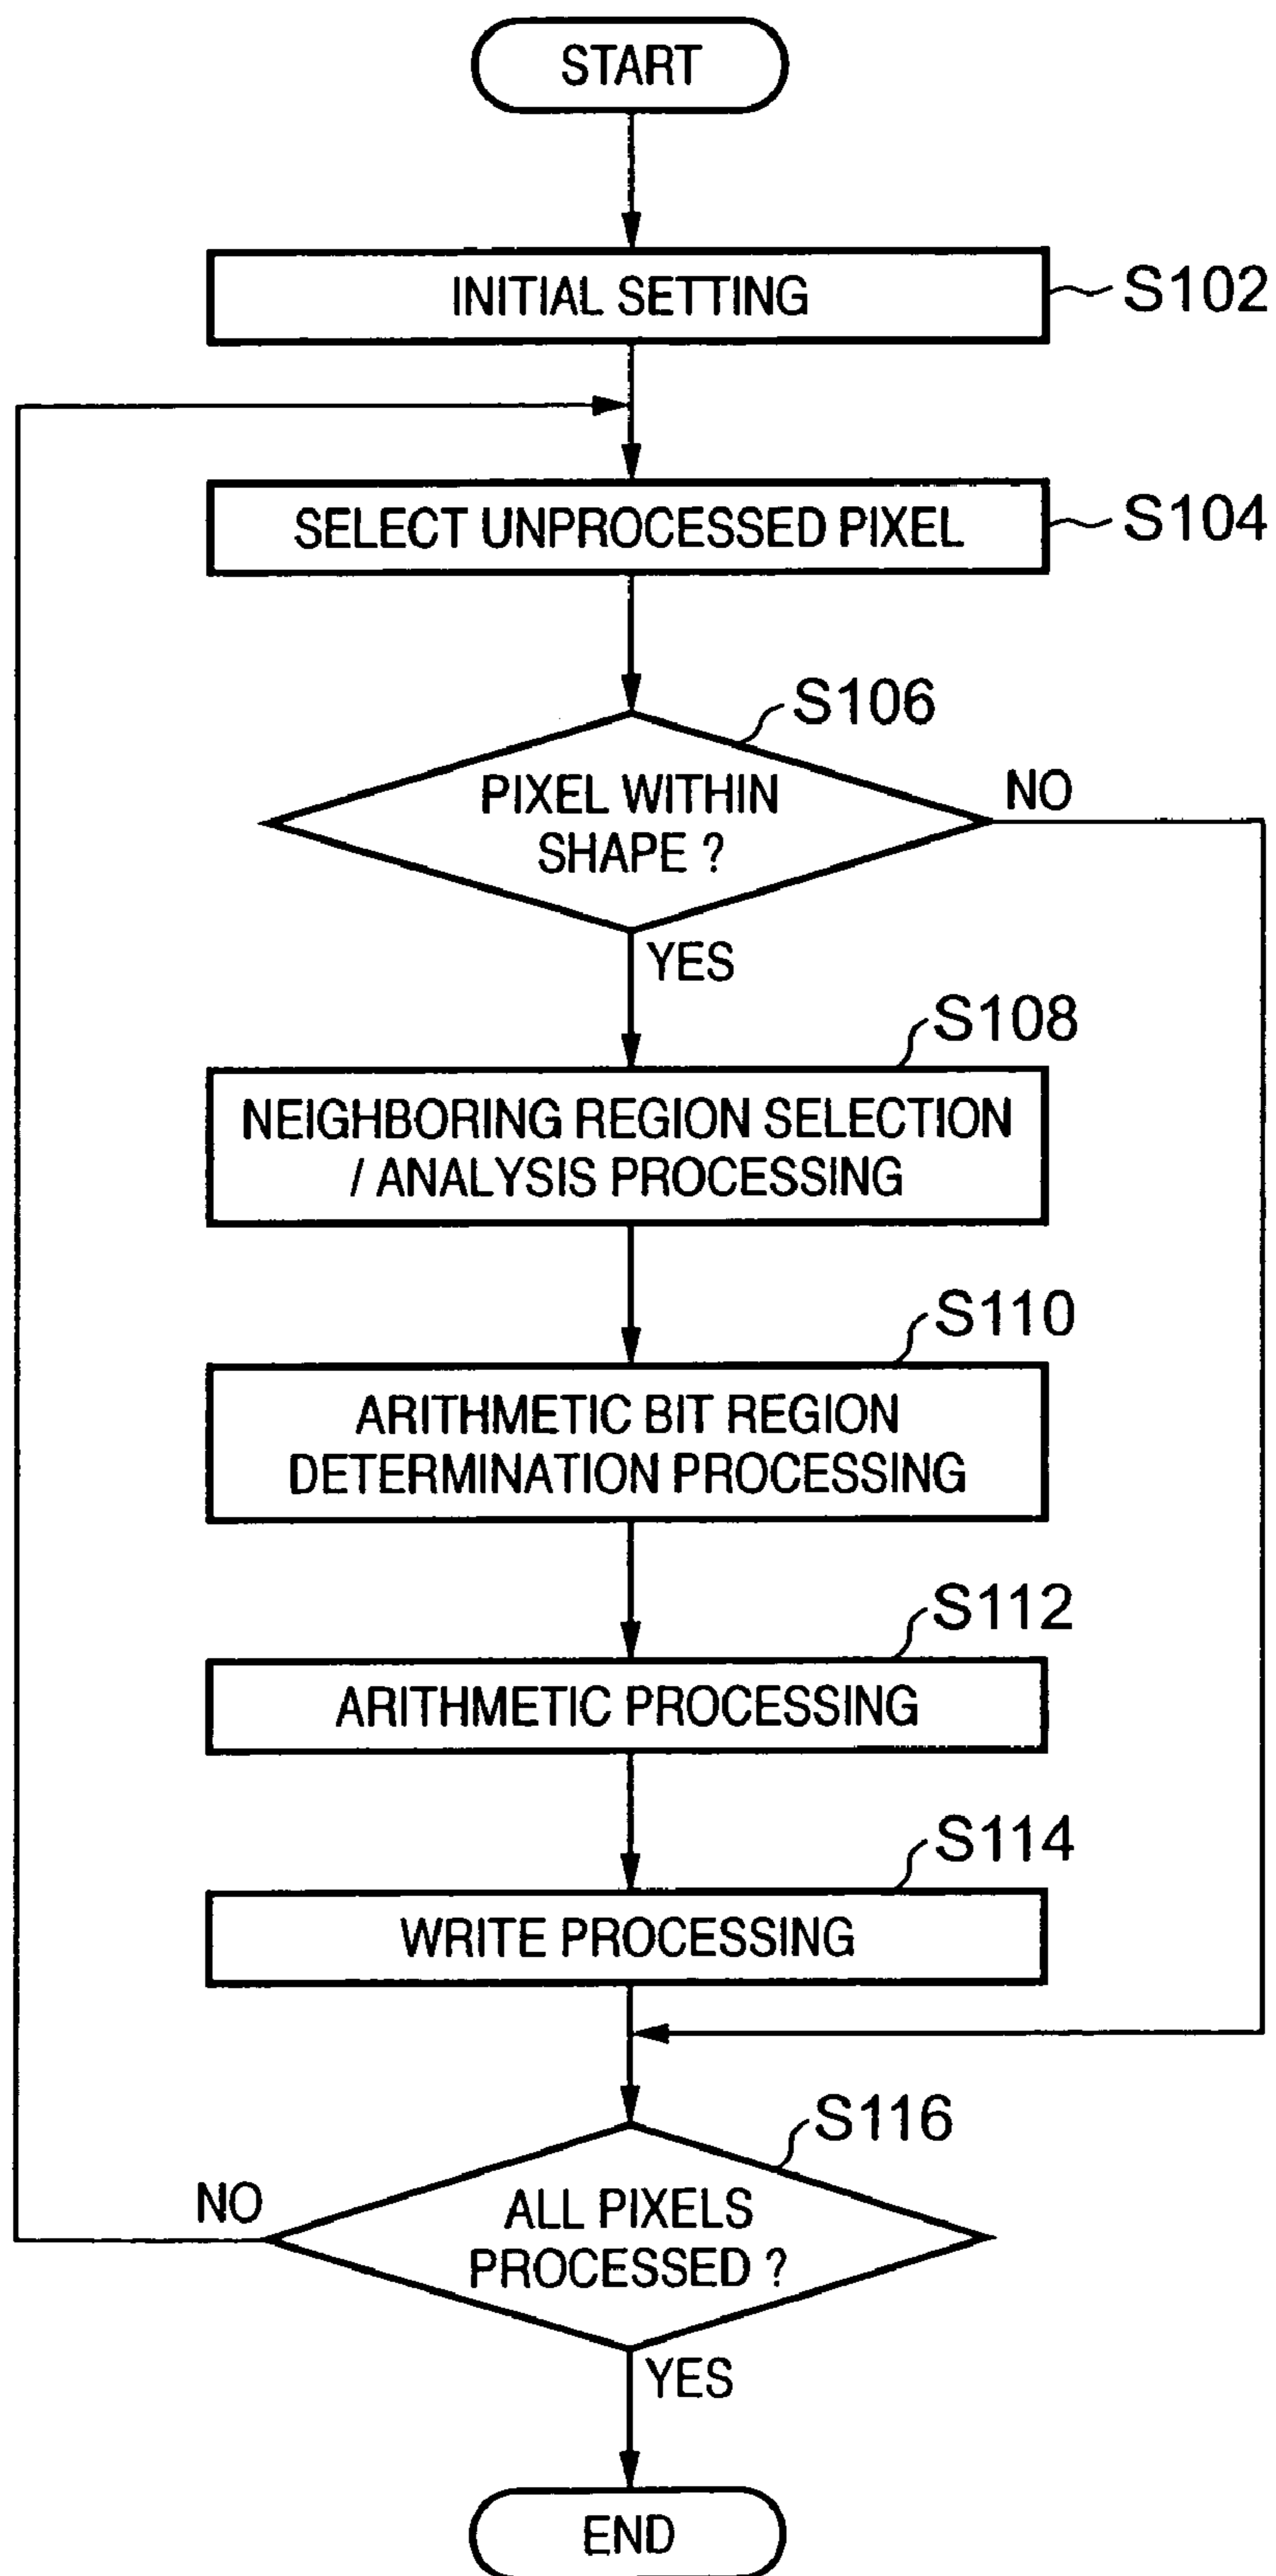 START
INITIAL SETTING
S102
SELECT UNPROCESSED PIXEL
S104
S106
PIXEL WITHIN
SHAPE ?
NO
YES
S108
NEIGHBORING REGION SELECTION
/ ANALYSIS PROCESSING
S110
ARITHMETIC BIT REGION
DETERMINATION PROCESSING
S112
ARITHMETIC PROCESSING
S114
WRITE PROCESSING
S116
NO
ALL PIXELS
PROCESSED ?
YES
END